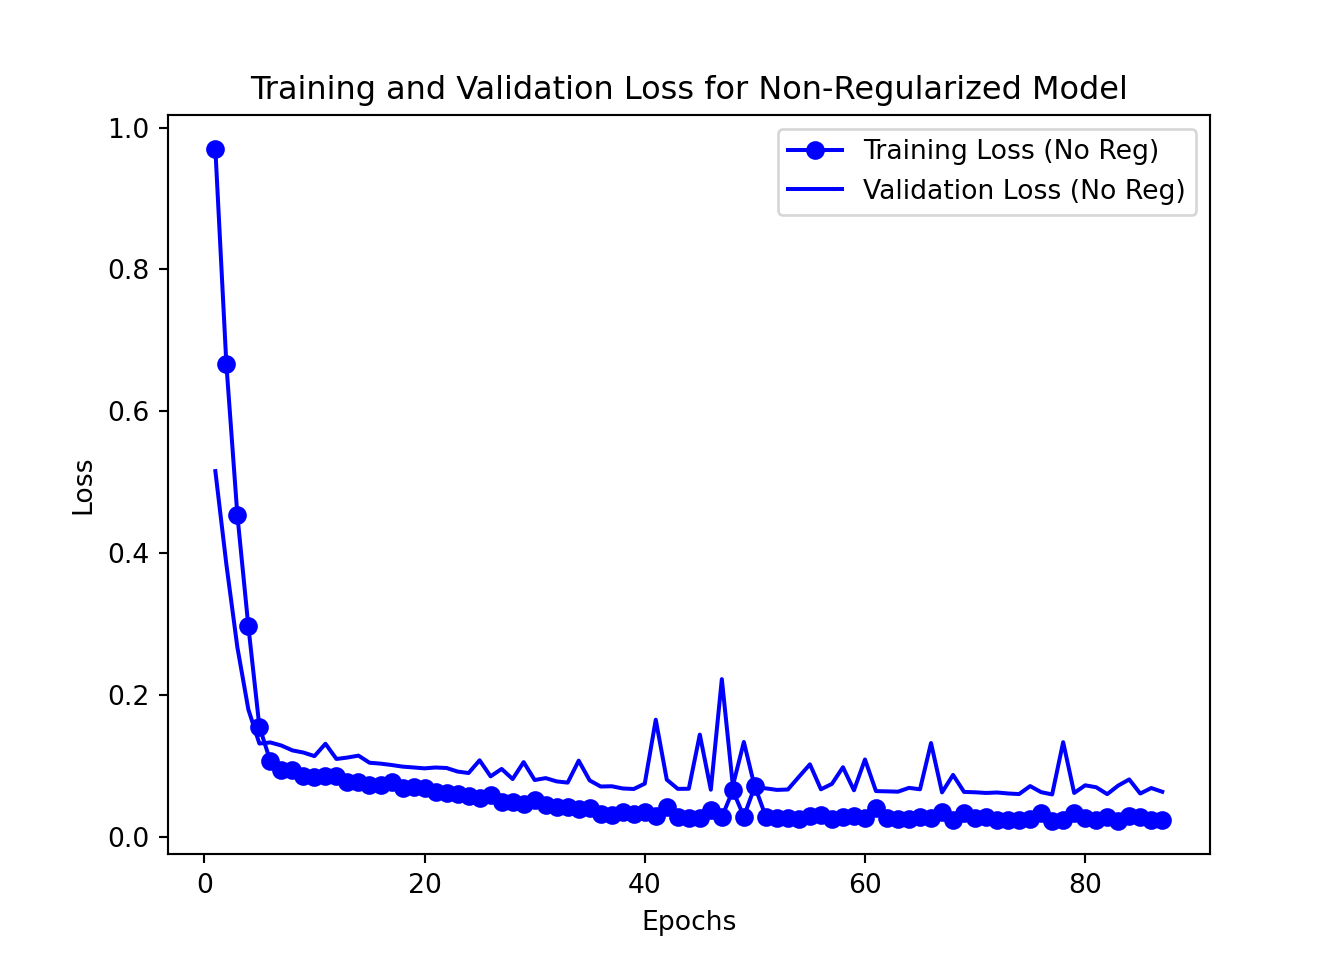 Training and Validation Loss for Non-Regularized Model
Training Loss (No Reg)
Validation Loss (No Reg)
Loss
1.0
0.8
0.6
0.4
0.2
0.0
0 20 40 60 80
Epochs